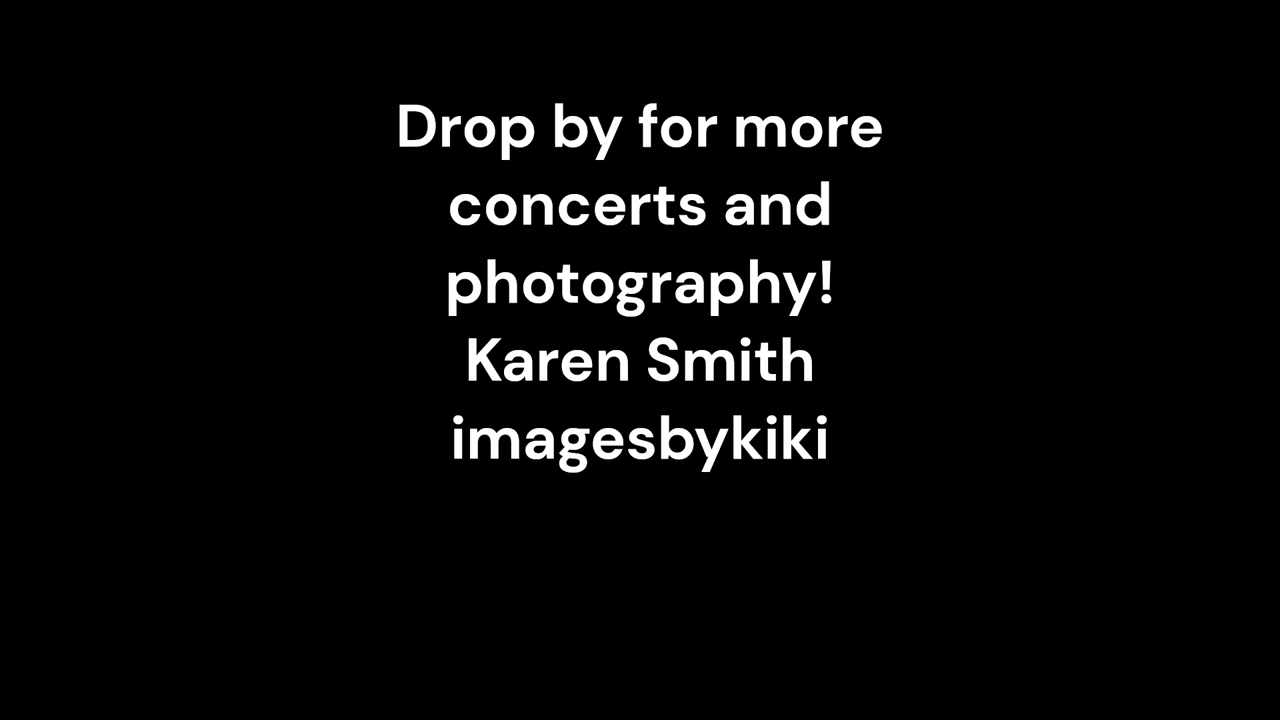 Drop by for more
concerts and
photography!
Karen Smith
imagesbykiki